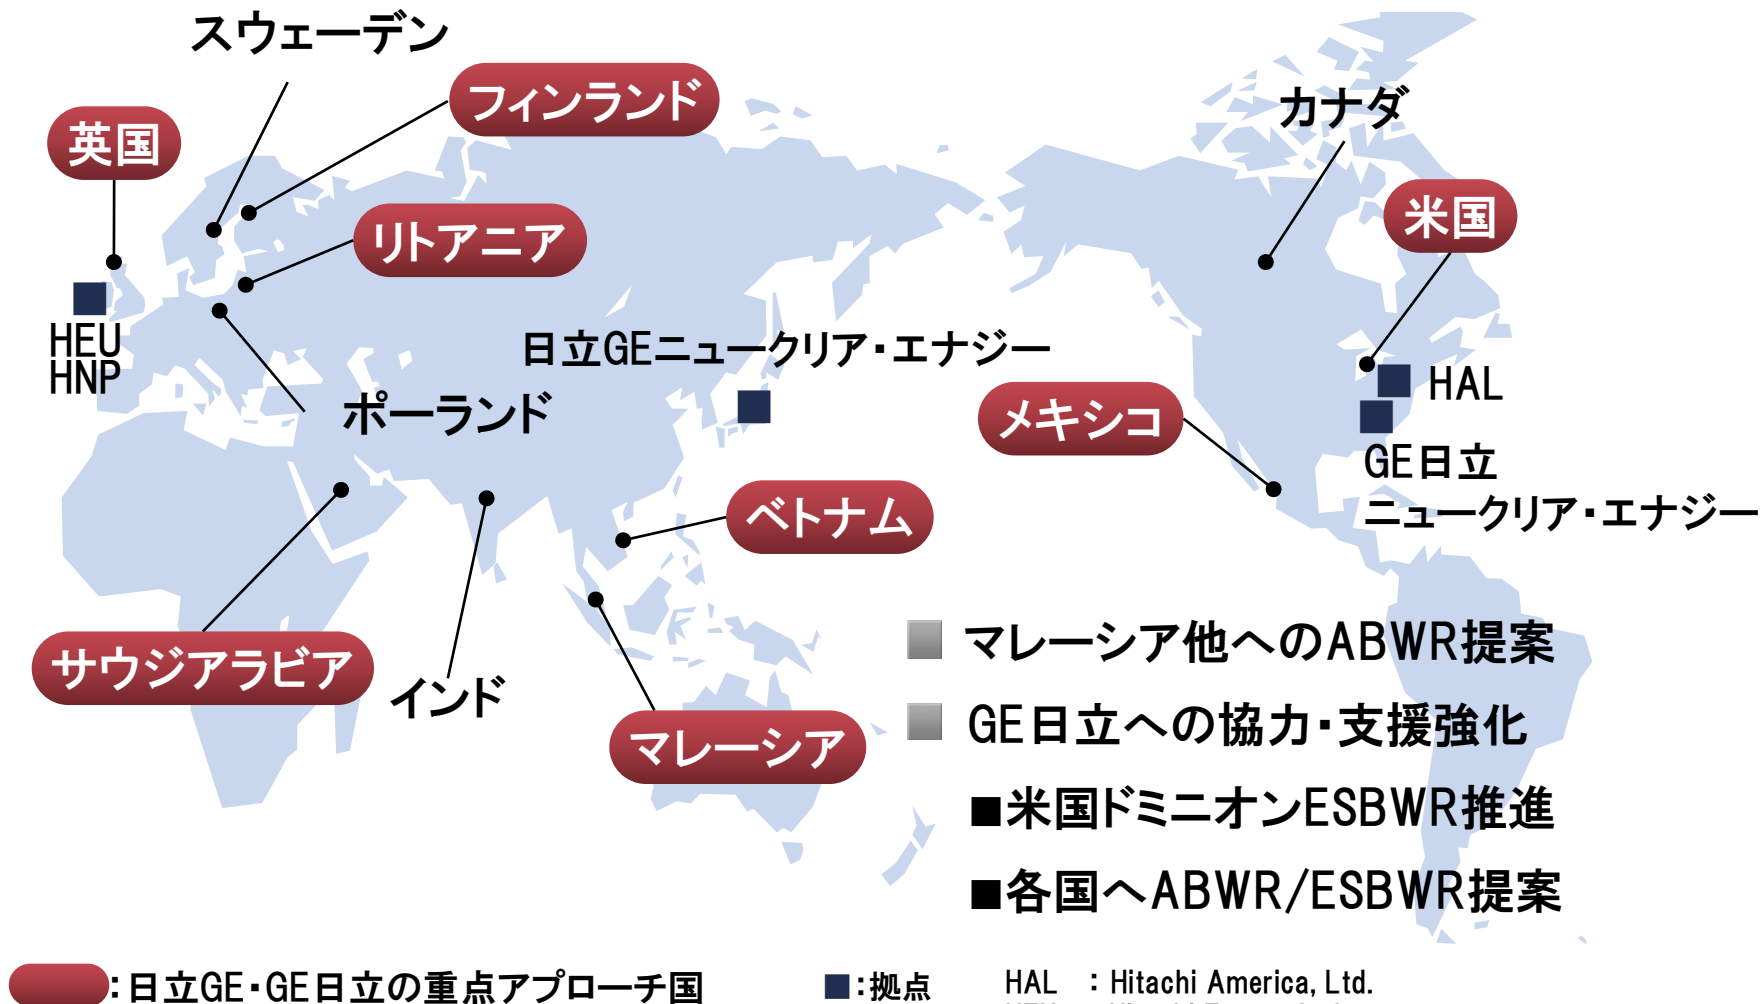 スウェーデン
フィンランド
カナダ
英国
米国
リトアニア
HEU
HNP
日立GEニュークリア・エナジー
HAL
ポーランド
メキシコ
GE日立
ニュークリア・エナジー
ベトナム
サウジアラビア
インド
マレーシア
マレーシア他へのABWR提案
GE日立への協力・支援強化
■米国ドミニオンESBWR推進
■各国へABWR/ESBWR提案
:日立GE・GE日立の重点アプローチ国
■:拠点
HAL : Hitachi America, Ltd.